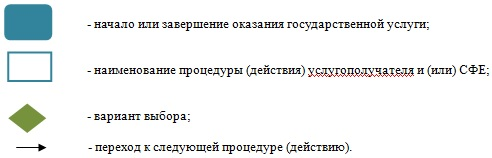 - начало или завершение оказания государственной услуги;
- наименование процедуры (действия) услугополучателя и (или) СФЕ;
- вариант выбора;
- переход к следующей процедуре (действию).